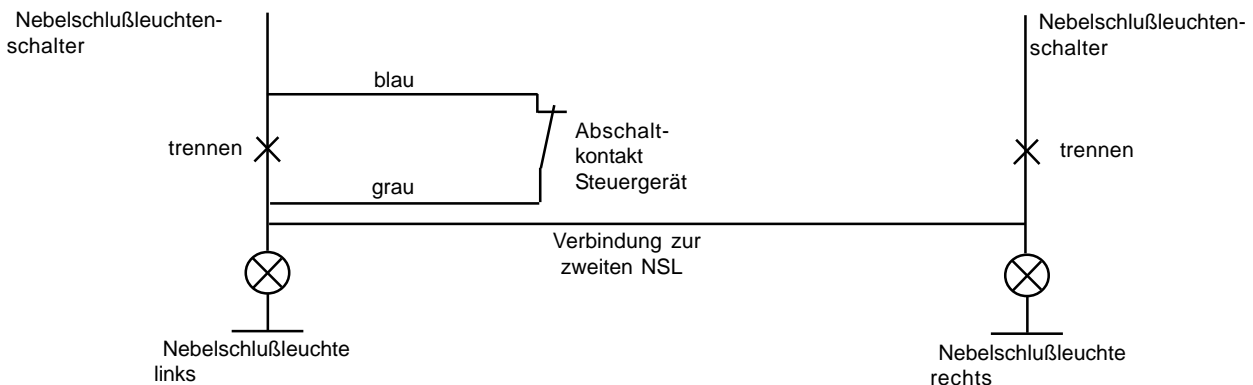 Nebelschlußleuchten-
schalter
Nebelschlußleuchten-
schalter
blau
trennen
Abschalt-
kontakt
Steuergerät
trennen
grau
Verbindung zur
zweiten NSL
Nebelschlußleuchte
links
Nebelschlußleuchte
rechts